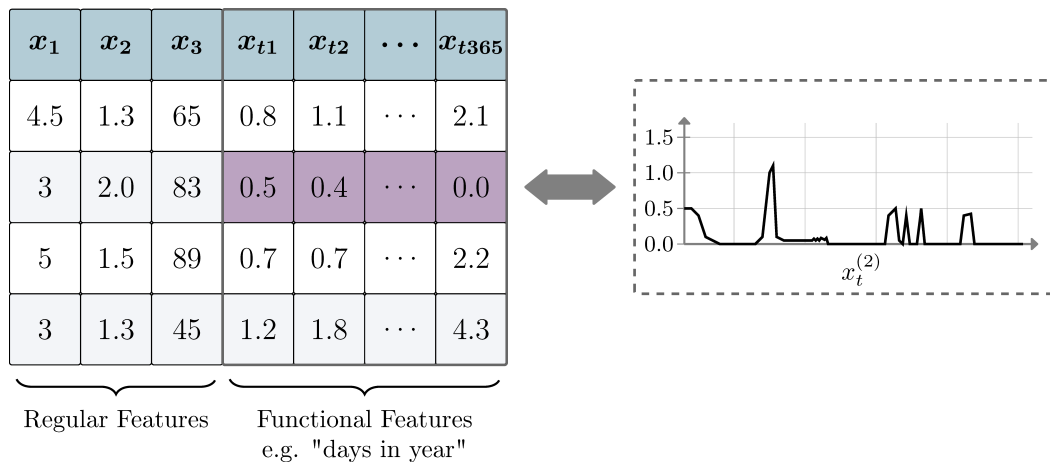 x₁ x₂ x₃ xₜ₁ xₜ₂ ⋯ xₜ₃₆₅
4.5 1.3 65 0.8 1.1 ⋯ 2.1
3 2.0 83 0.5 0.4 ⋯ 0.0
5 1.5 89 0.7 0.7 ⋯ 2.2
3 1.3 45 1.2 1.8 ⋯ 4.3
Regular Features
Functional Features
e.g. "days in year"
1.5
1.0
0.5
0.0
xₜ⁽²⁾